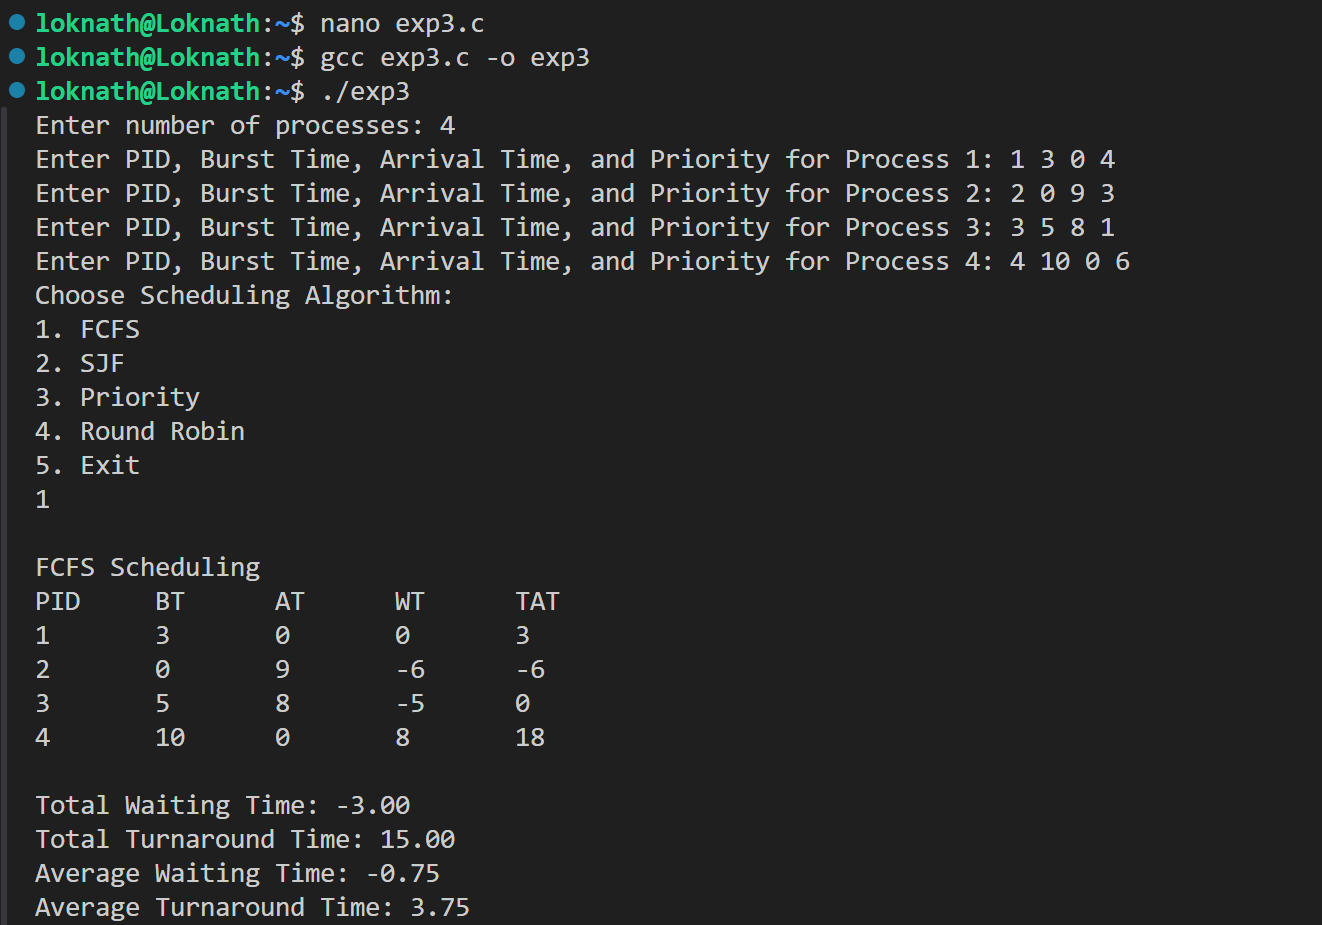 loknath@Loknath:~$ nano exp3.c
loknath@Loknath:~$ gcc exp3.c -o exp3
loknath@Loknath:~$ ./exp3
Enter number of processes: 4
Enter PID, Burst Time, Arrival Time, and Priority for Process 1: 1 3 0 4
Enter PID, Burst Time, Arrival Time, and Priority for Process 2: 2 0 9 3
Enter PID, Burst Time, Arrival Time, and Priority for Process 3: 3 5 8 1
Enter PID, Burst Time, Arrival Time, and Priority for Process 4: 4 10 0 6
Choose Scheduling Algorithm:
1. FCFS
2. SJF
3. Priority
4. Round Robin
5. Exit
1

FCFS Scheduling
PID     BT      AT      WT      TAT
1       3       0       0       3
2       0       9       -6      -6
3       5       8       -5      0
4       10      0       8       18

Total Waiting Time: -3.00
Total Turnaround Time: 15.00
Average Waiting Time: -0.75
Average Turnaround Time: 3.75